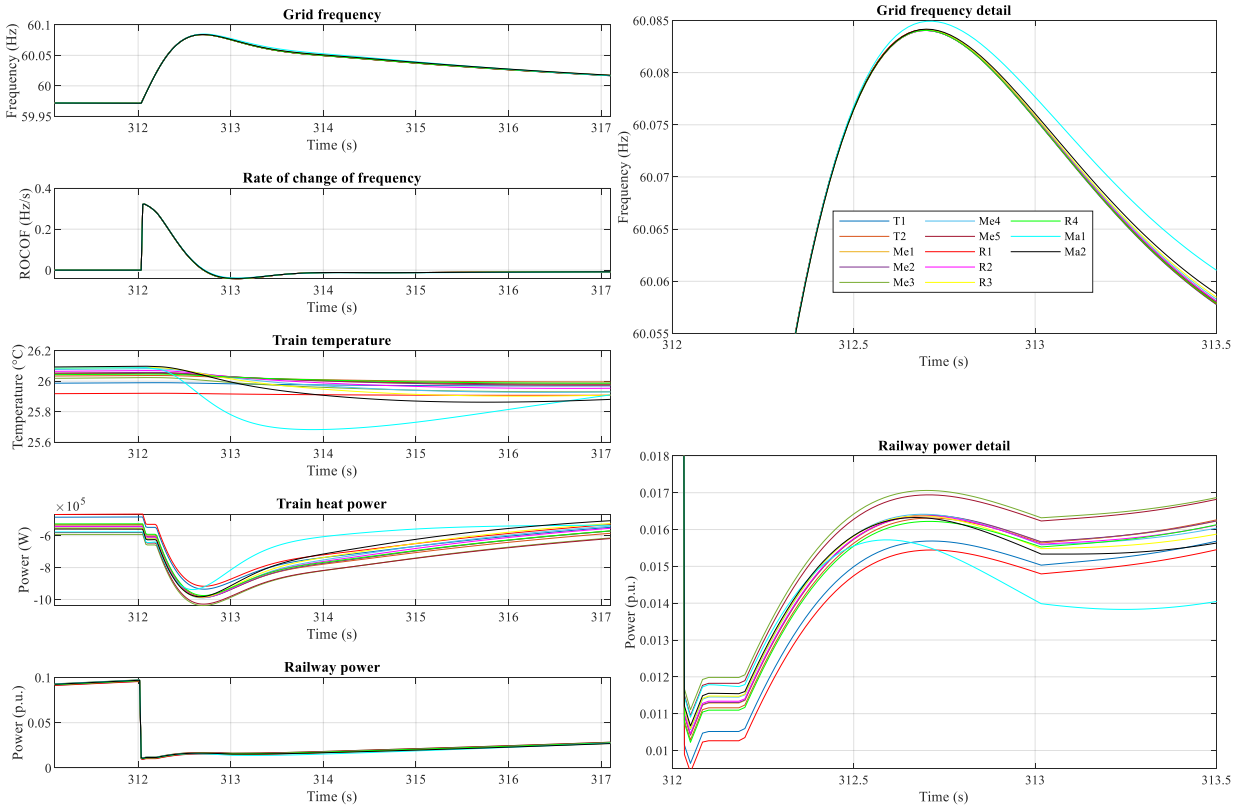 Grid frequency
Frequency (Hz)
60.1
60.05
60
59.95
312 313 314 315 316 317
Time (s)
Rate of change of frequency
ROCOF (Hz/s)
0.4
0.2
0
312 313 314 315 316 317
Time (s)
Train temperature
Temperature (°C)
26.2
26
25.8
25.6
312 313 314 315 316 317
Time (s)
Train heat power
×10⁵
Power (W)
-6
-8
-10
312 313 314 315 316 317
Time (s)
Railway power
Power (p.u.)
0.1
0.05
0
312 313 314 315 316 317
Time (s)
Grid frequency detail
Frequency (Hz)
60.085
60.08
60.075
60.07
60.065
60.06
60.055
T1 Me4 R4
T2 Me5 Ma1
Me1 R1 Ma2
Me2 R2
Me3 R3
312 312.5 313 313.5
Time (s)
Railway power detail
Power (p.u.)
0.018
0.017
0.016
0.015
0.014
0.013
0.012
0.011
0.01
312 312.5 313 313.5
Time (s)